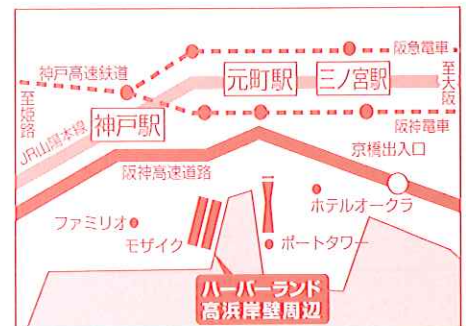 阪急電車
神戸高速鉄道
元町駅
三ノ宮駅
至大阪
至姫路
神戸駅
JR山陽本線
阪神電車
京橋出入口
阪神高速道路
ホテルオークラ
ファミリオ
モザイク
ポートタワー
ハーバーランド
高浜岸壁周辺